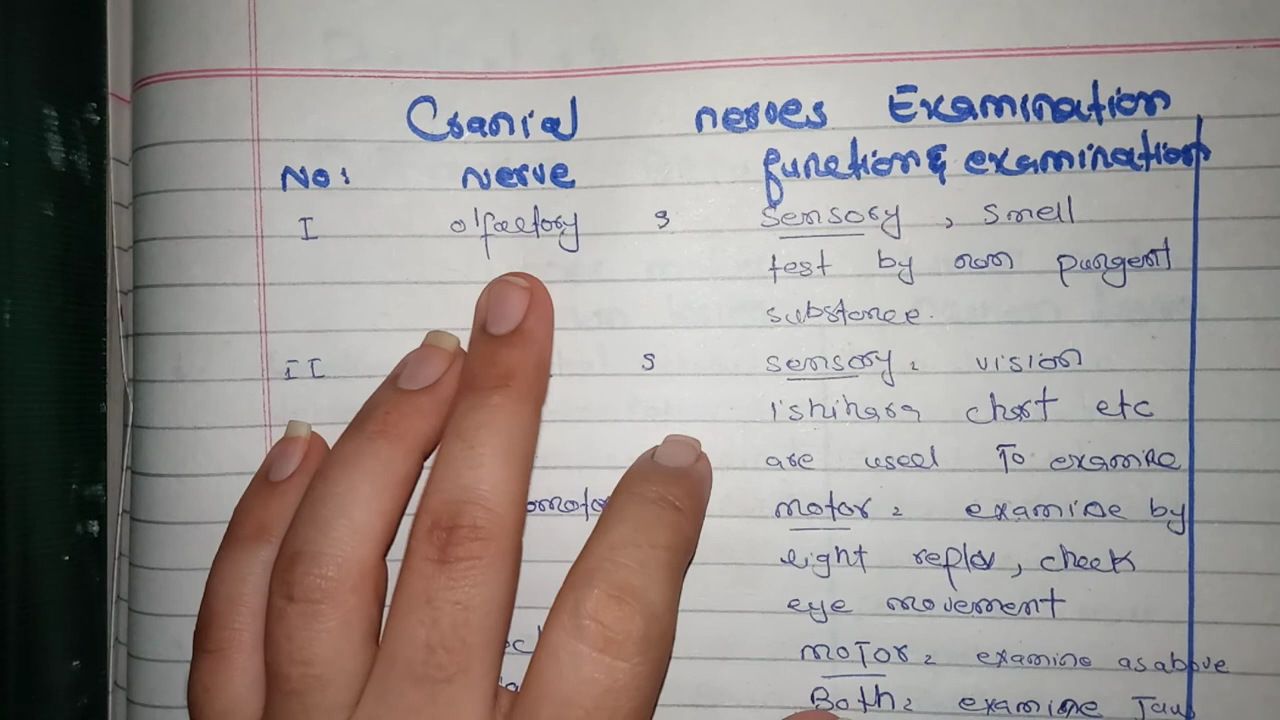 Cranial nerves Examination
No: nerve function & examination
I olfactory S sensory, smell
test by non pungent
substance.
II S sensory: vision
ishihara chart etc
are used To examine
omotor motor: examine by
light reflex, check
eye movement
MOTOR: examine as above
Both: examine Jaw